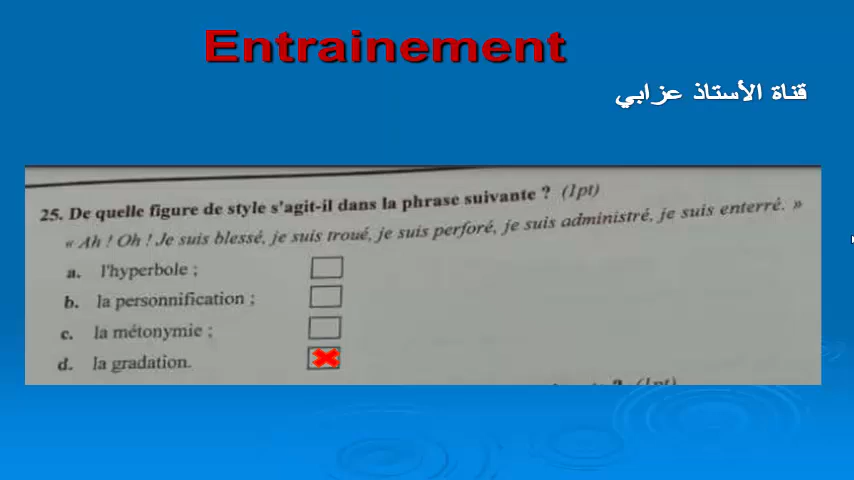 Entrainement
قناة الأستاذ عزابي
25. De quelle figure de style s'agit-il dans la phrase suivante ? (1pt)
« Ah ! Oh ! Je suis blessé, je suis troué, je suis perforé, je suis administré, je suis enterré. »
a. l'hyperbole ;
b. la personnification ;
c. la métonymie ;
d. la gradation.
? (1pt)